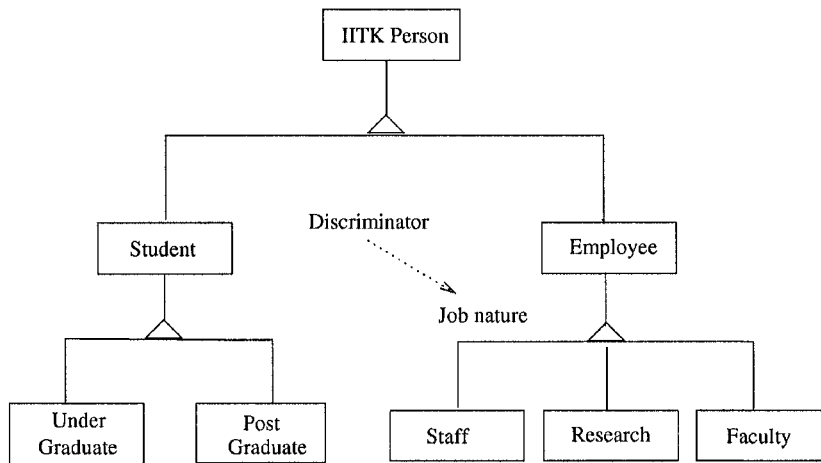 IITK Person
Student
Discriminator
Employee
Job nature
Under
Graduate
Post
Graduate
Staff
Research
Faculty